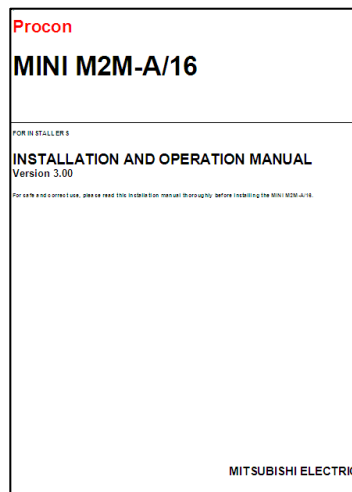 Procon
MINI M2M-A/16
FOR INSTALLERS
INSTALLATION AND OPERATION MANUAL
Version 3.00
For safe and correct use, please read this installation manual thoroughly before installing the MINI M2M-A/16.
MITSUBISHI ELECTRIC